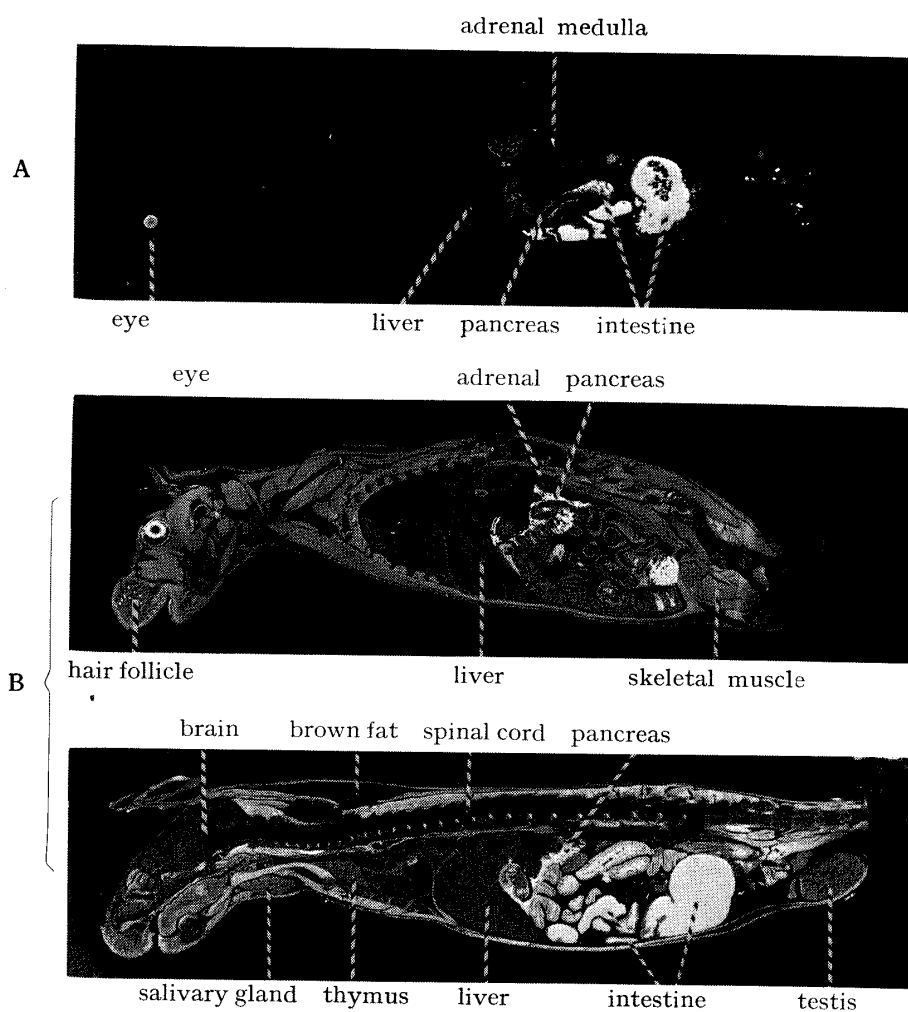 adrenal medulla
A
eye liver pancreas intestine
eye adrenal pancreas
hair follicle liver skeletal muscle
B
brain brown fat spinal cord pancreas
salivary gland thymus liver intestine testis